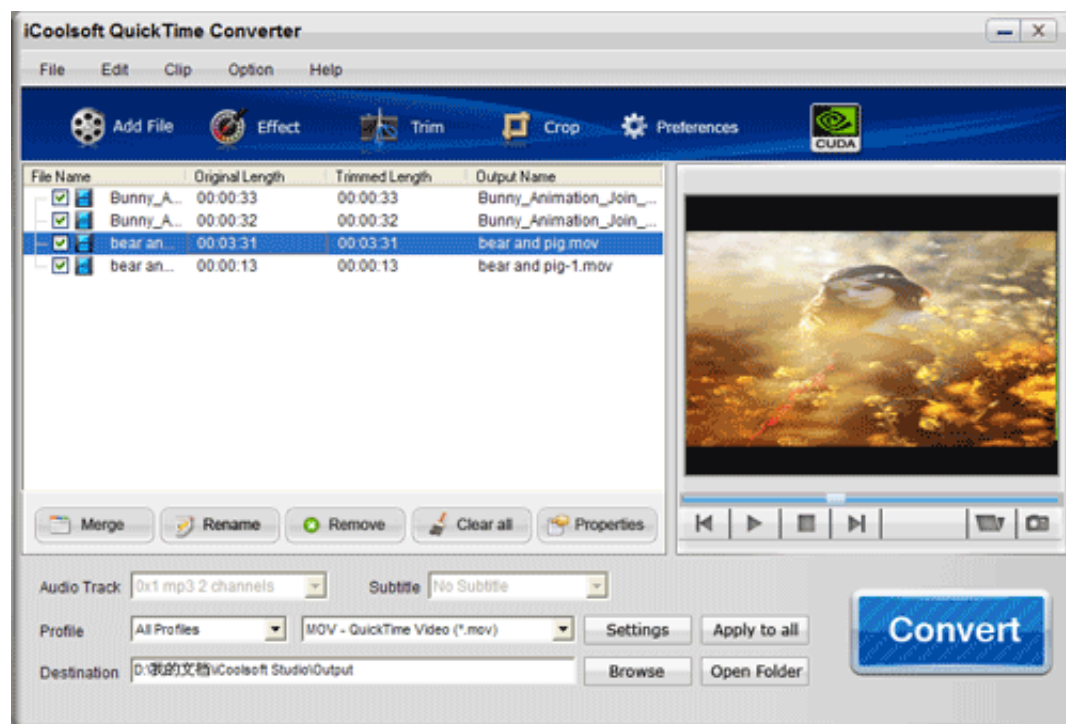 iCoolsoft QuickTime Converter
File Edit Clip Option Help
Add File Effect Trim Crop Preferences CUDA
File Name Original Length Trimmed Length Output Name
Bunny_A... 00:00:33 00:00:33 Bunny_Animation_Join_...
Bunny_A... 00:00:32 00:00:32 Bunny_Animation_Join_...
bear an... 00:03:31 00:03:31 bear and pig.mov
bear an... 00:00:13 00:00:13 bear and pig-1.mov
Merge Rename Remove Clear all Properties
Audio Track 0x1 mp3 2 channels Subtitle No Subtitle
Profile All Profiles MOV - QuickTime Video (*.mov) Settings Apply to all
Convert
Destination D:\我的文档\iCoolsoft Studio\Output Browse Open Folder